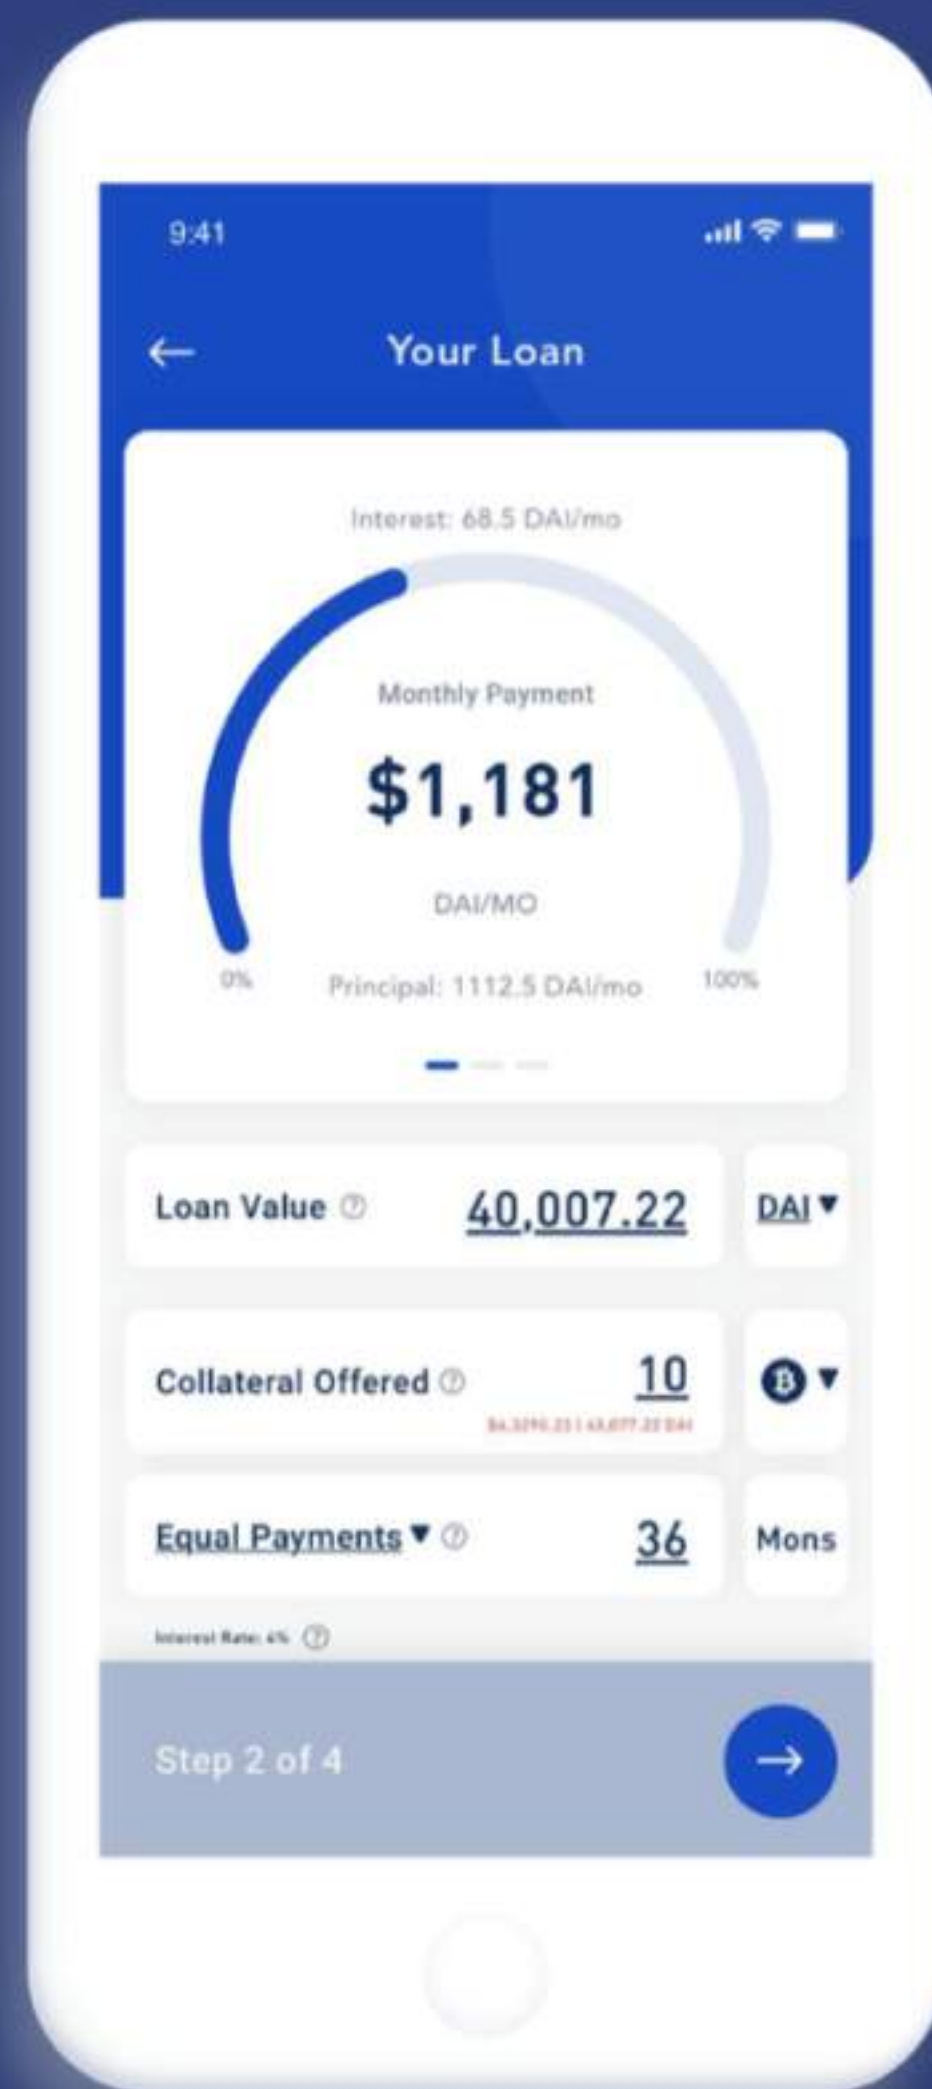 9:41
Your Loan
Interest: 68.5 DAI/mo
Monthly Payment
$1,181
DAI/MO
0%
Principal: 1112.5 DAI/mo
100%
Loan Value
40,007.22
DAI
Collateral Offered
10
Equal Payments
36
Mons
Interest Rate:
Step 2 of 4